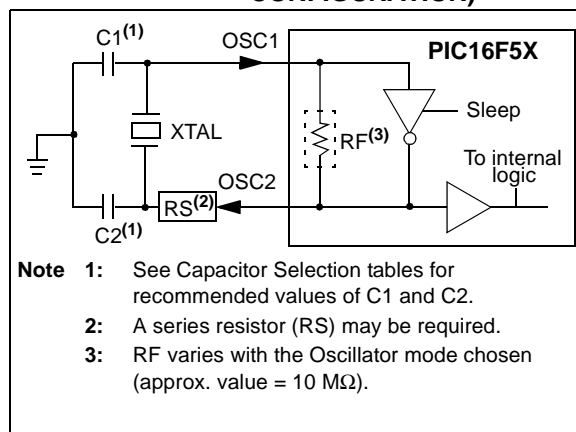 CONFIGURATION)
C1(1)
OSC1
PIC16F5X
Sleep
XTAL
RF(3)
To internal
logic
OSC2
RS(2)
C2(1)
Note 1: See Capacitor Selection tables for
recommended values of C1 and C2.
2: A series resistor (RS) may be required.
3: RF varies with the Oscillator mode chosen
(approx. value = 10 MΩ).